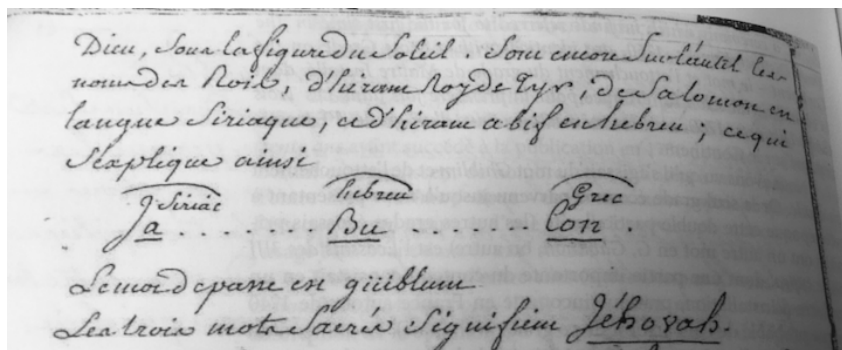 Dieu, sous la figure du Soleil. Sont encore Sur l'autel les
noms des Rois, d'hiram Roy de Tyr, de Salomon en
langue Siriaque, et d'hiram abif en hebreu; ce qui
s'explique ainsi
Siriac hebreu Grec
Ja ........ Bu ....... Lon
Le mot de passe est giiblum
Les trois mots Sacrés Signifient Jéhovah.